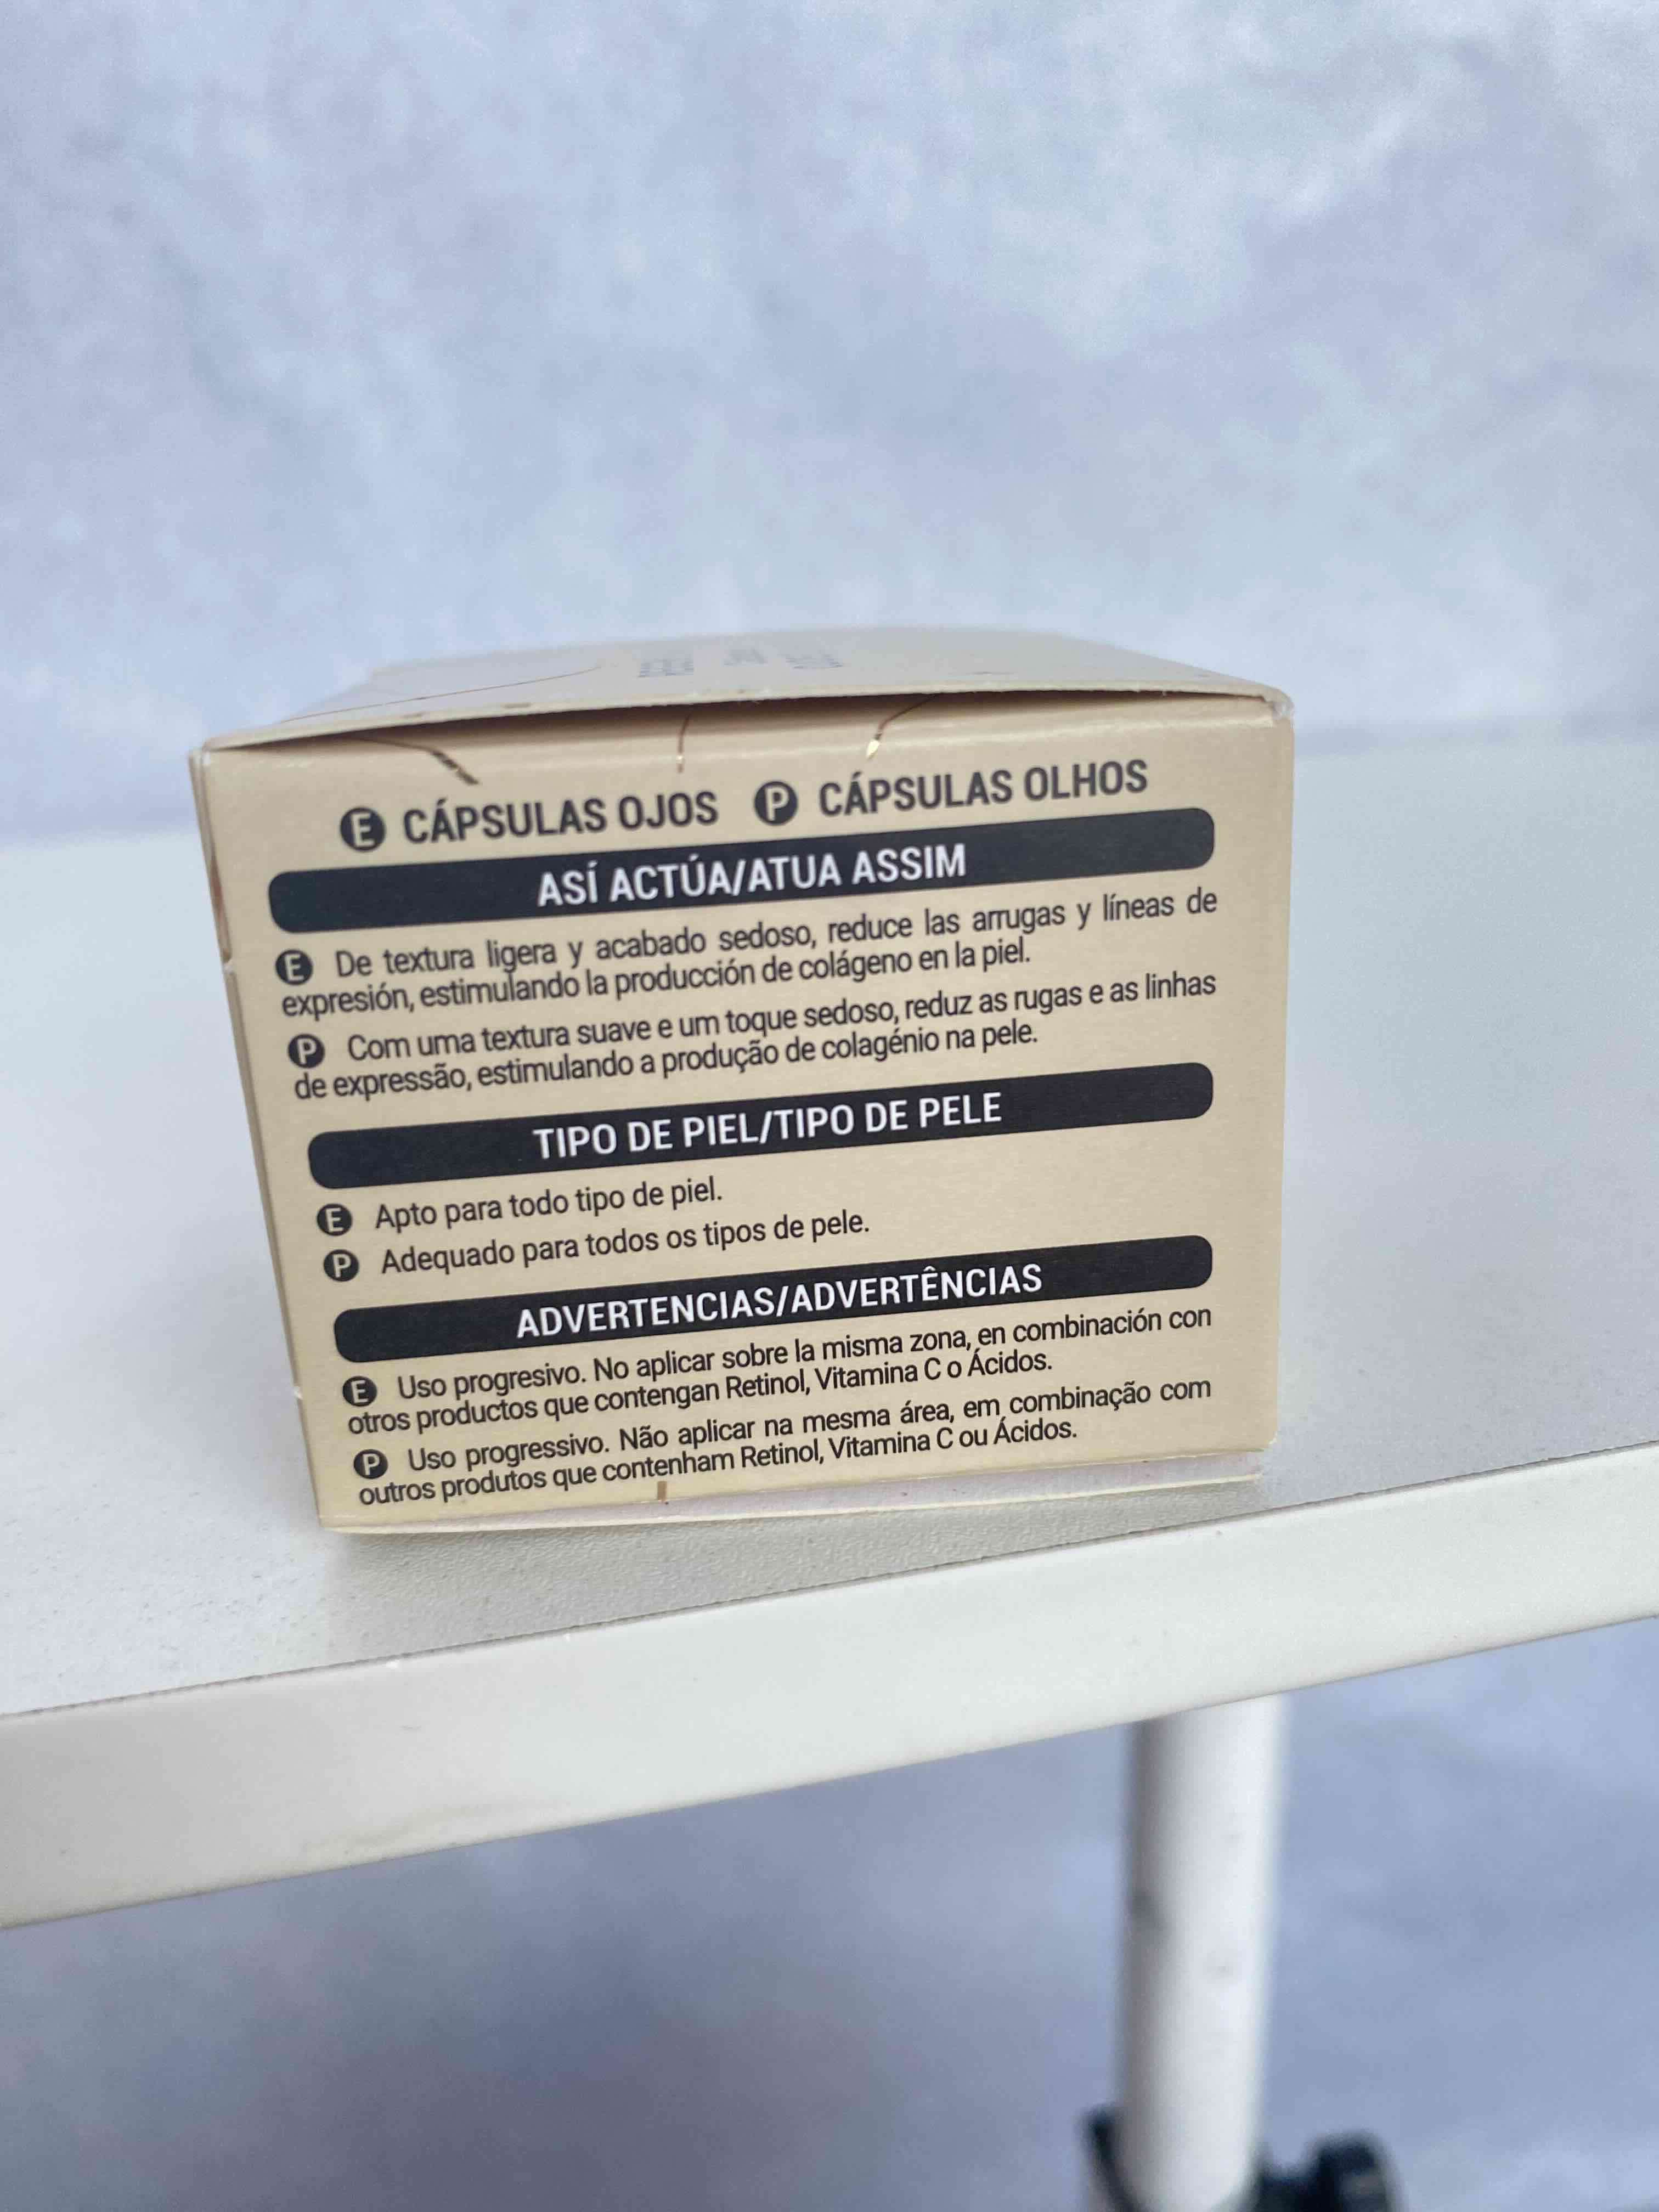 E CÁPSULAS OJOS P CÁPSULAS OLHOS
ASÍ ACTÚA/ATUA ASSIM
E De textura ligera y acabado sedoso, reduce las arrugas y líneas de
expresión, estimulando la producción de colágeno en la piel.
P Com uma textura suave e um toque sedoso, reduz as rugas e as linhas
de expressão, estimulando a produção de colagénio na pele.
TIPO DE PIEL/TIPO DE PELE
E Apto para todo tipo de piel.
P Adequado para todos os tipos de pele.
ADVERTENCIAS/ADVERTÊNCIAS
E Uso progresivo. No aplicar sobre la misma zona, en combinación con
otros productos que contengan Retinol, Vitamina C o Ácidos.
P Uso progressivo. Não aplicar na mesma área, em combinação com
outros produtos que contenham Retinol, Vitamina C ou Ácidos.